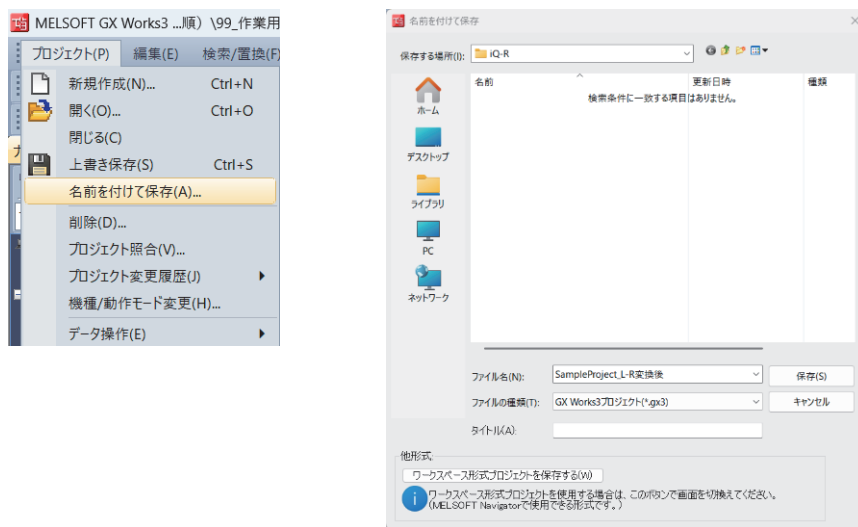 MELSOFT GX Works3 ...順）\99_作業用
プロジェクト(P) 編集(E) 検索/置換(F)
新規作成(N)... Ctrl+N
開く(O)... Ctrl+O
閉じる(C)
上書き保存(S) Ctrl+S
名前を付けて保存(A)...
削除(D)...
プロジェクト照合(V)...
プロジェクト変更履歴(J)
機種/動作モード変更(H)...
データ操作(E)
名前を付けて保存
保存する場所(I): iQ-R
名前 更新日時 種類
検索条件に一致する項目はありません。
ホーム
デスクトップ
ライブラリ
PC
ネットワーク
ファイル名(N): SampleProject_L-R変換後 保存(S)
ファイルの種類(T): GX Works3プロジェクト(*.gx3) キャンセル
タイトル(A):
他形式:
ワークスペース形式プロジェクトを保存する(W)
ワークスペース形式プロジェクトを使用する場合は、このボタンで画面を切換えてください。
(MELSOFT Navigatorで使用できる形式です。)